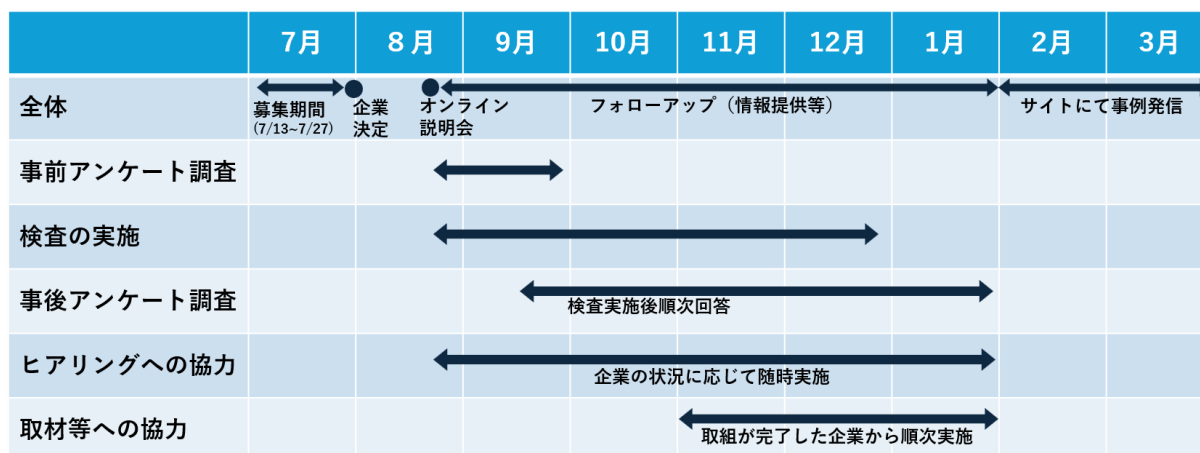 7月 8月 9月 10月 11月 12月 1月 2月 3月
全体
募集期間
(7/13~7/27)
企業
決定
オンライン
説明会
フォローアップ（情報提供等）
サイトにて事例発信
事前アンケート調査
検査の実施
事後アンケート調査
検査実施後順次回答
ヒアリングへの協力
企業の状況に応じて随時実施
取材等への協力
取組が完了した企業から順次実施